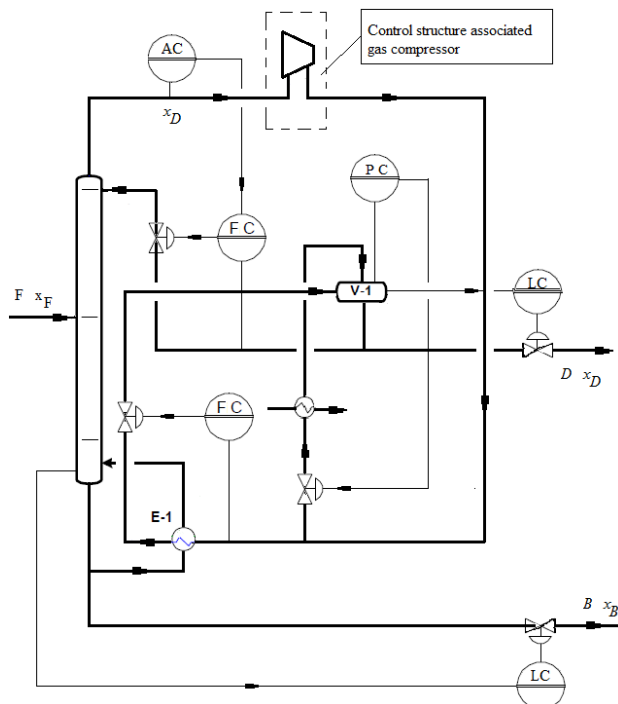 AC
Control structure associated
gas compressor
x_D
P C
F C
F x_F
V-1
LC
D x_D
F C
E-1
B x_B
LC